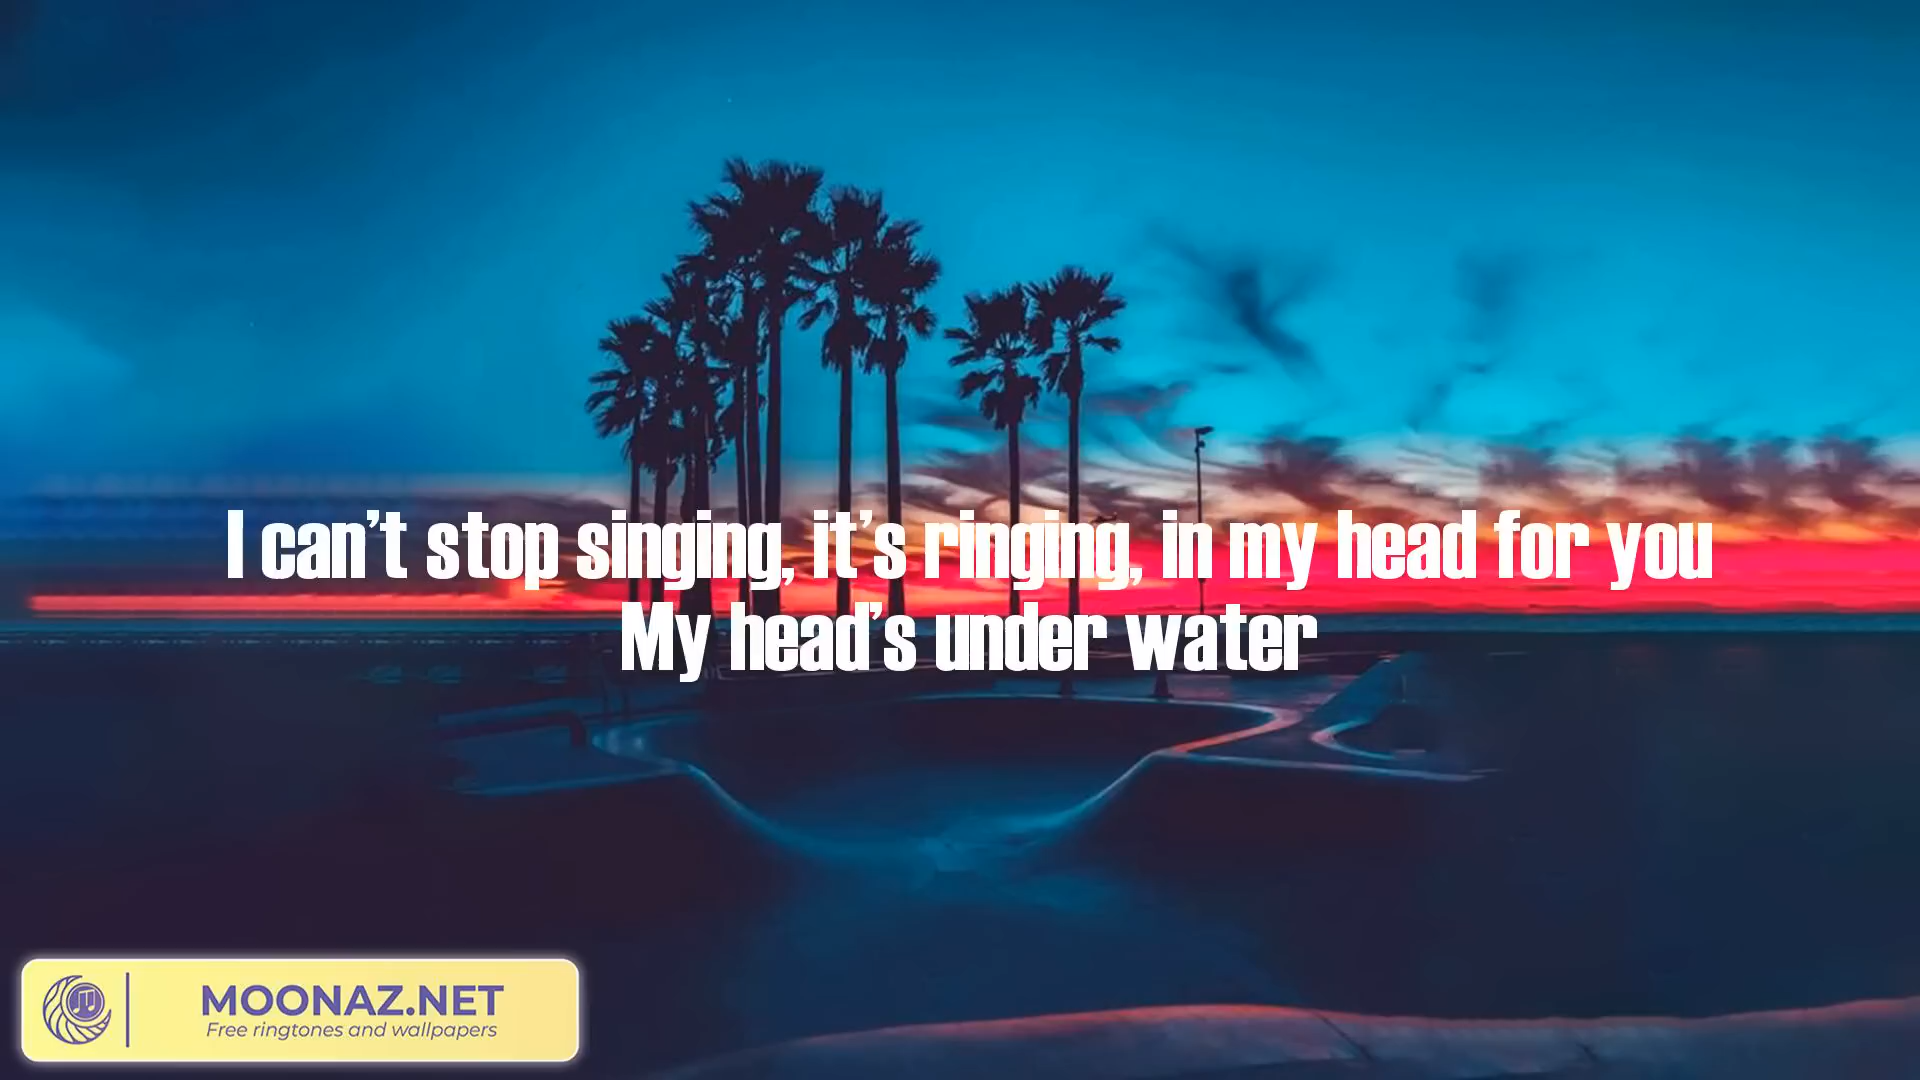 I can’t stop singing, it’s ringing, in my head for you
My head’s under water
MOONAZ.NET
Free ringtones and wallpapers